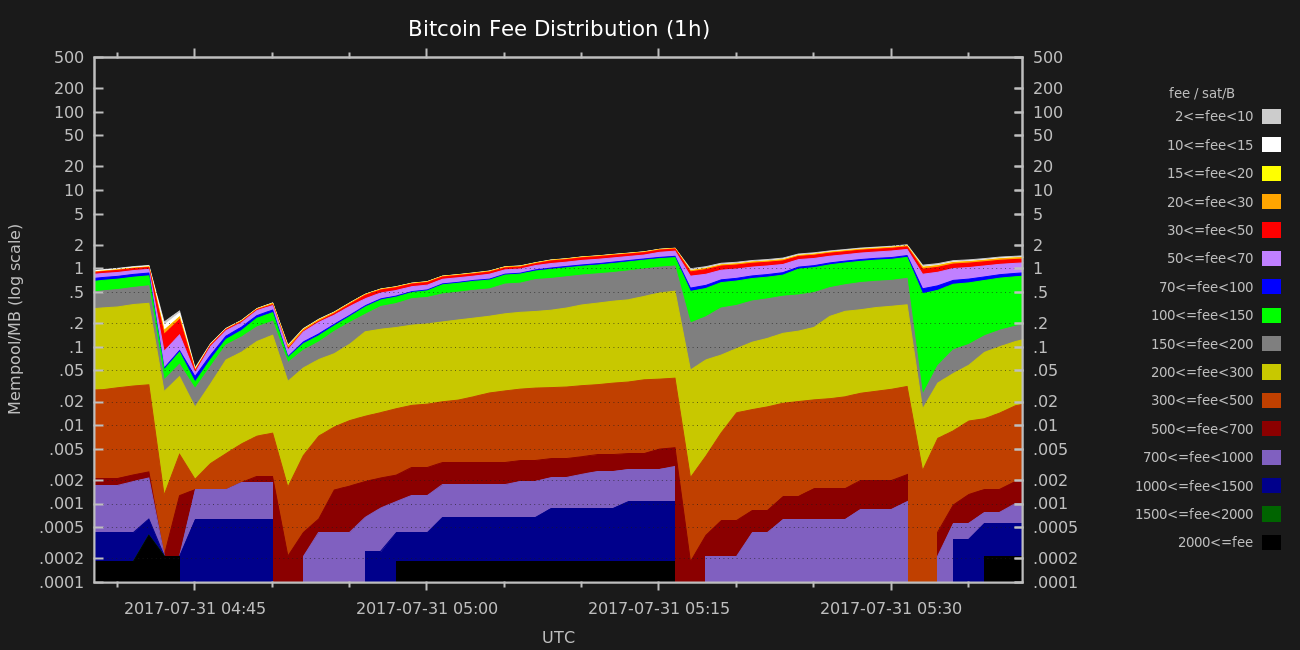 Bitcoin Fee Distribution (1h)
Mempool/MB (log scale)
500
200
100
50
20
10
5
2
1
.5
.2
.1
.05
.02
.01
.005
.002
.001
.0005
.0002
.0001
500
200
100
50
20
10
5
2
1
.5
.2
.1
.05
.02
.01
.005
.002
.001
.0005
.0002
.0001
2017-07-31 04:45
2017-07-31 05:00
2017-07-31 05:15
2017-07-31 05:30
UTC
fee / sat/B
2<=fee<10
10<=fee<15
15<=fee<20
20<=fee<30
30<=fee<50
50<=fee<70
70<=fee<100
100<=fee<150
150<=fee<200
200<=fee<300
300<=fee<500
500<=fee<700
700<=fee<1000
1000<=fee<1500
1500<=fee<2000
2000<=fee